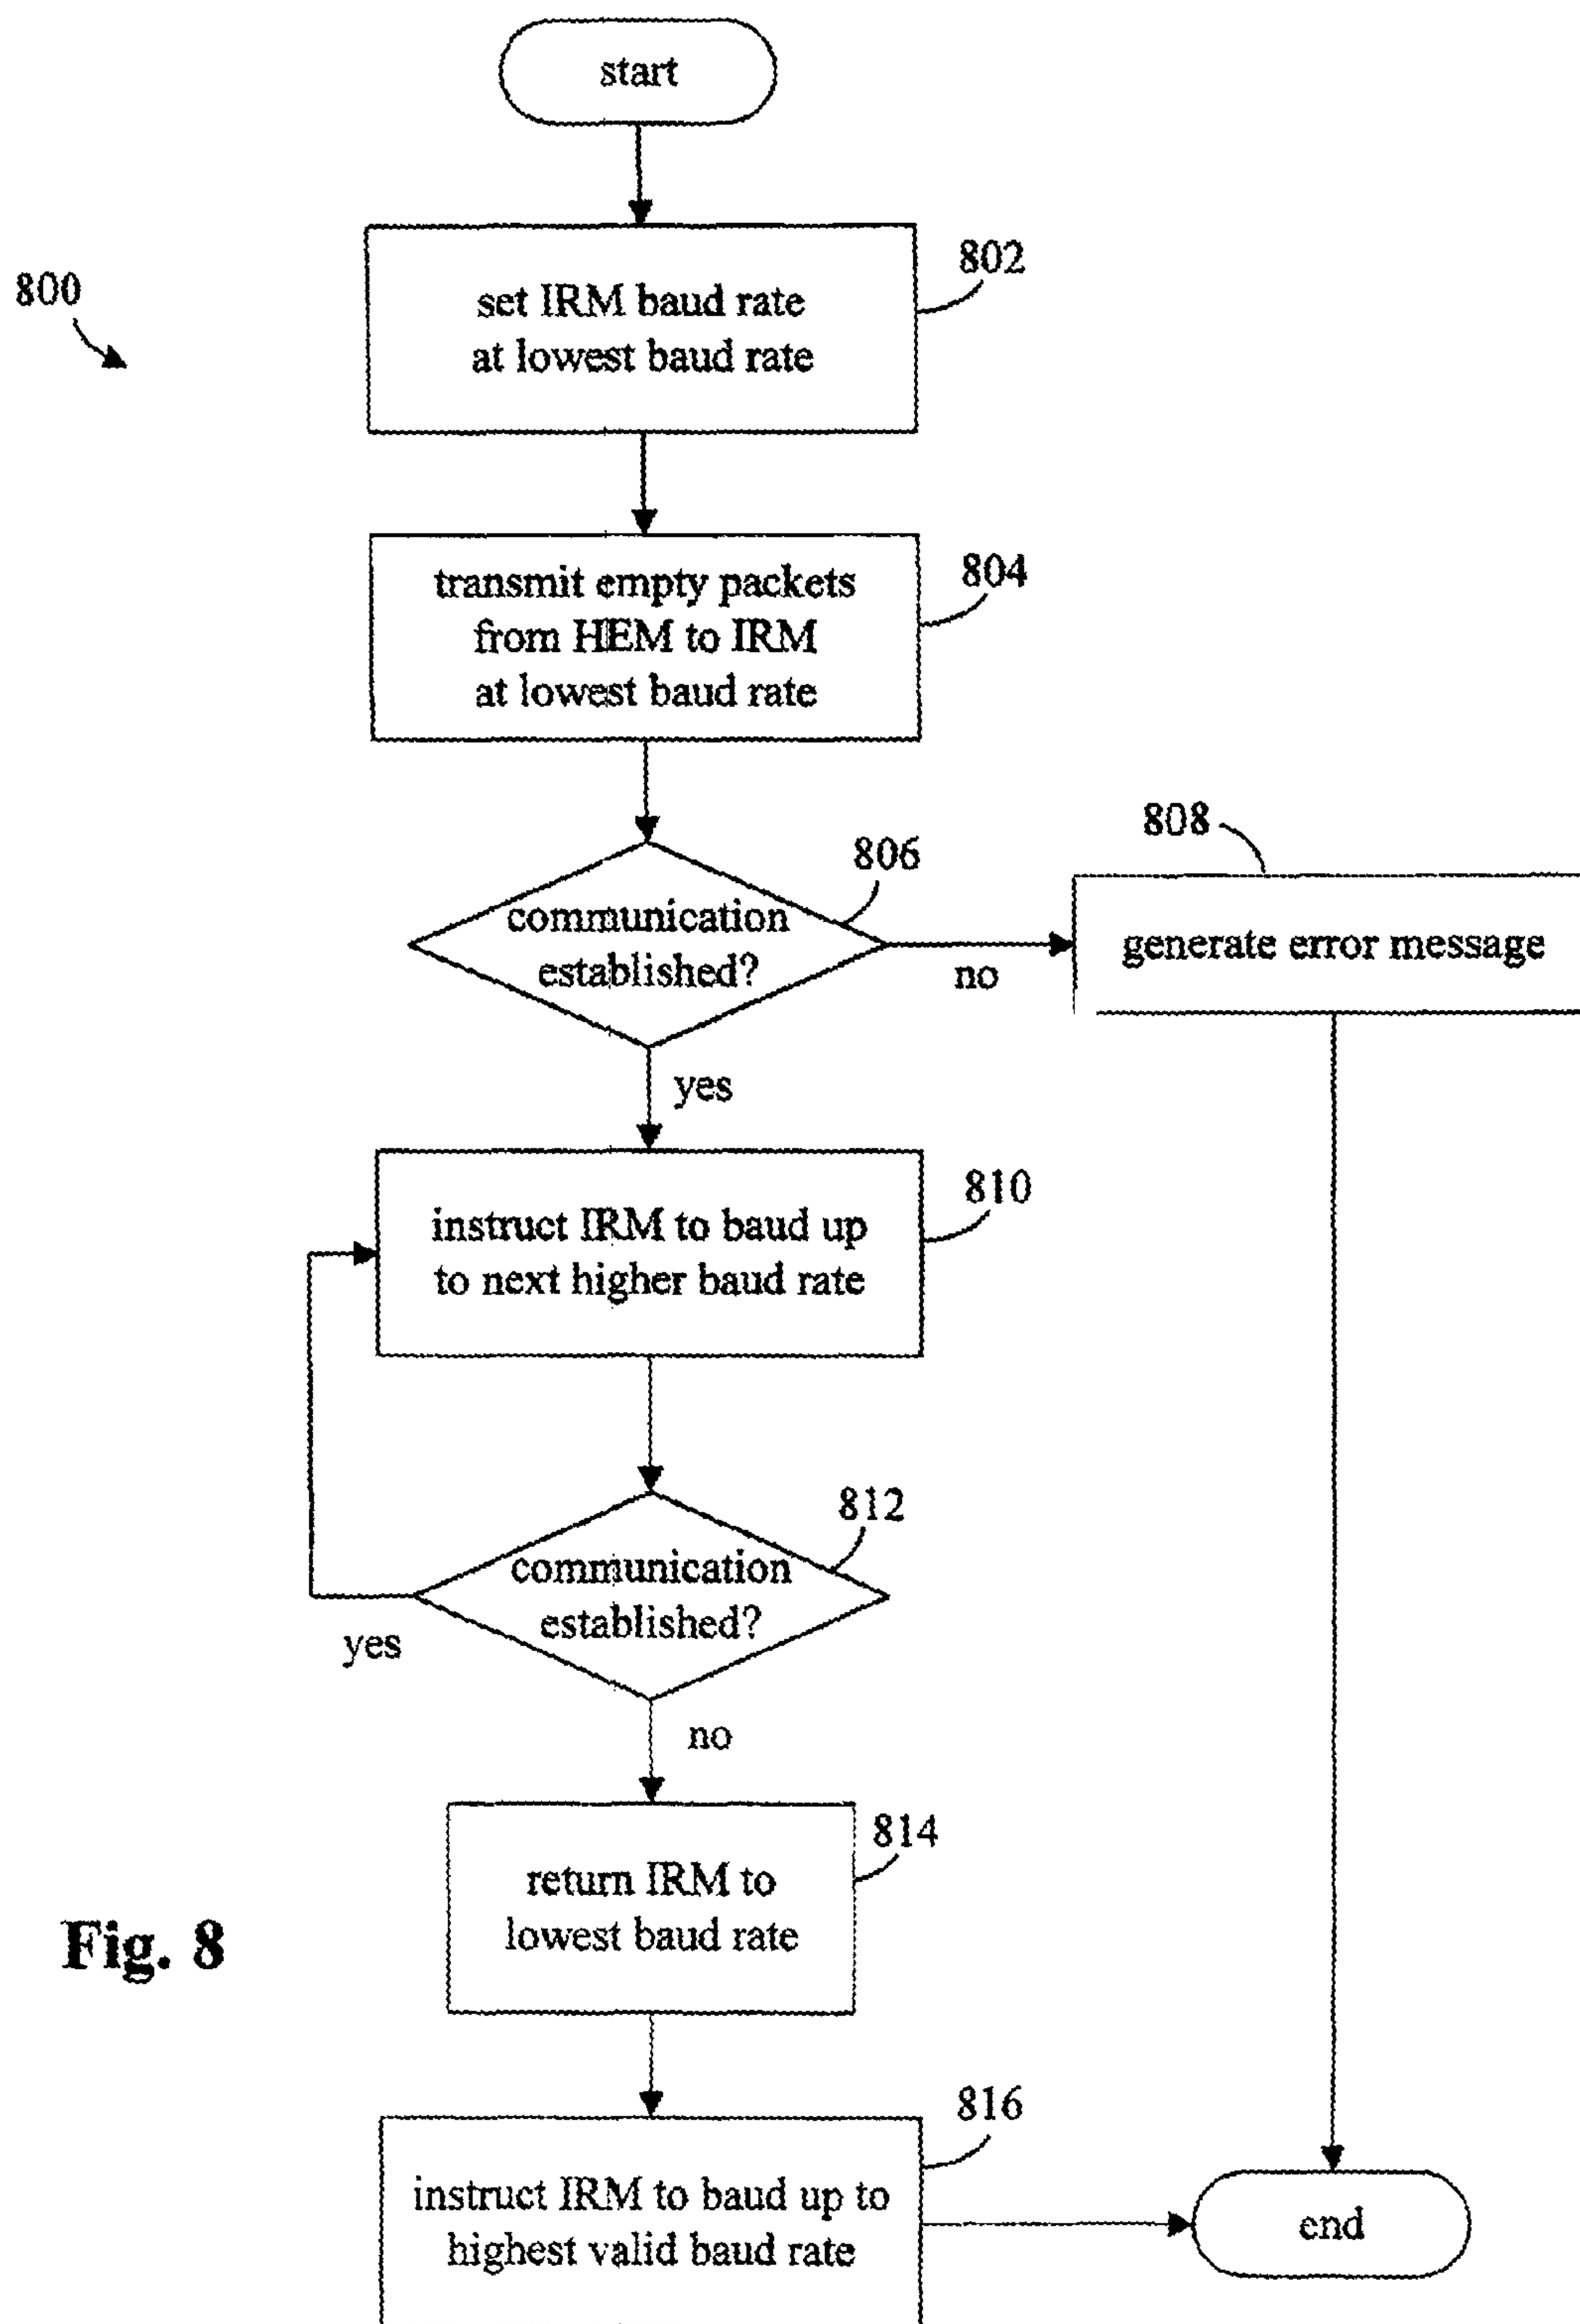 start
800
802
set IRM baud rate
at lowest baud rate
804
transmit empty packets
from HEM to IRM
at lowest baud rate
806
communication
established?
808
generate error message
no
yes
810
instruct IRM to baud up
to next higher baud rate
812
communication
established?
yes
no
814
return IRM to
lowest baud rate
Fig. 8
816
instruct IRM to baud up to
highest valid baud rate
end